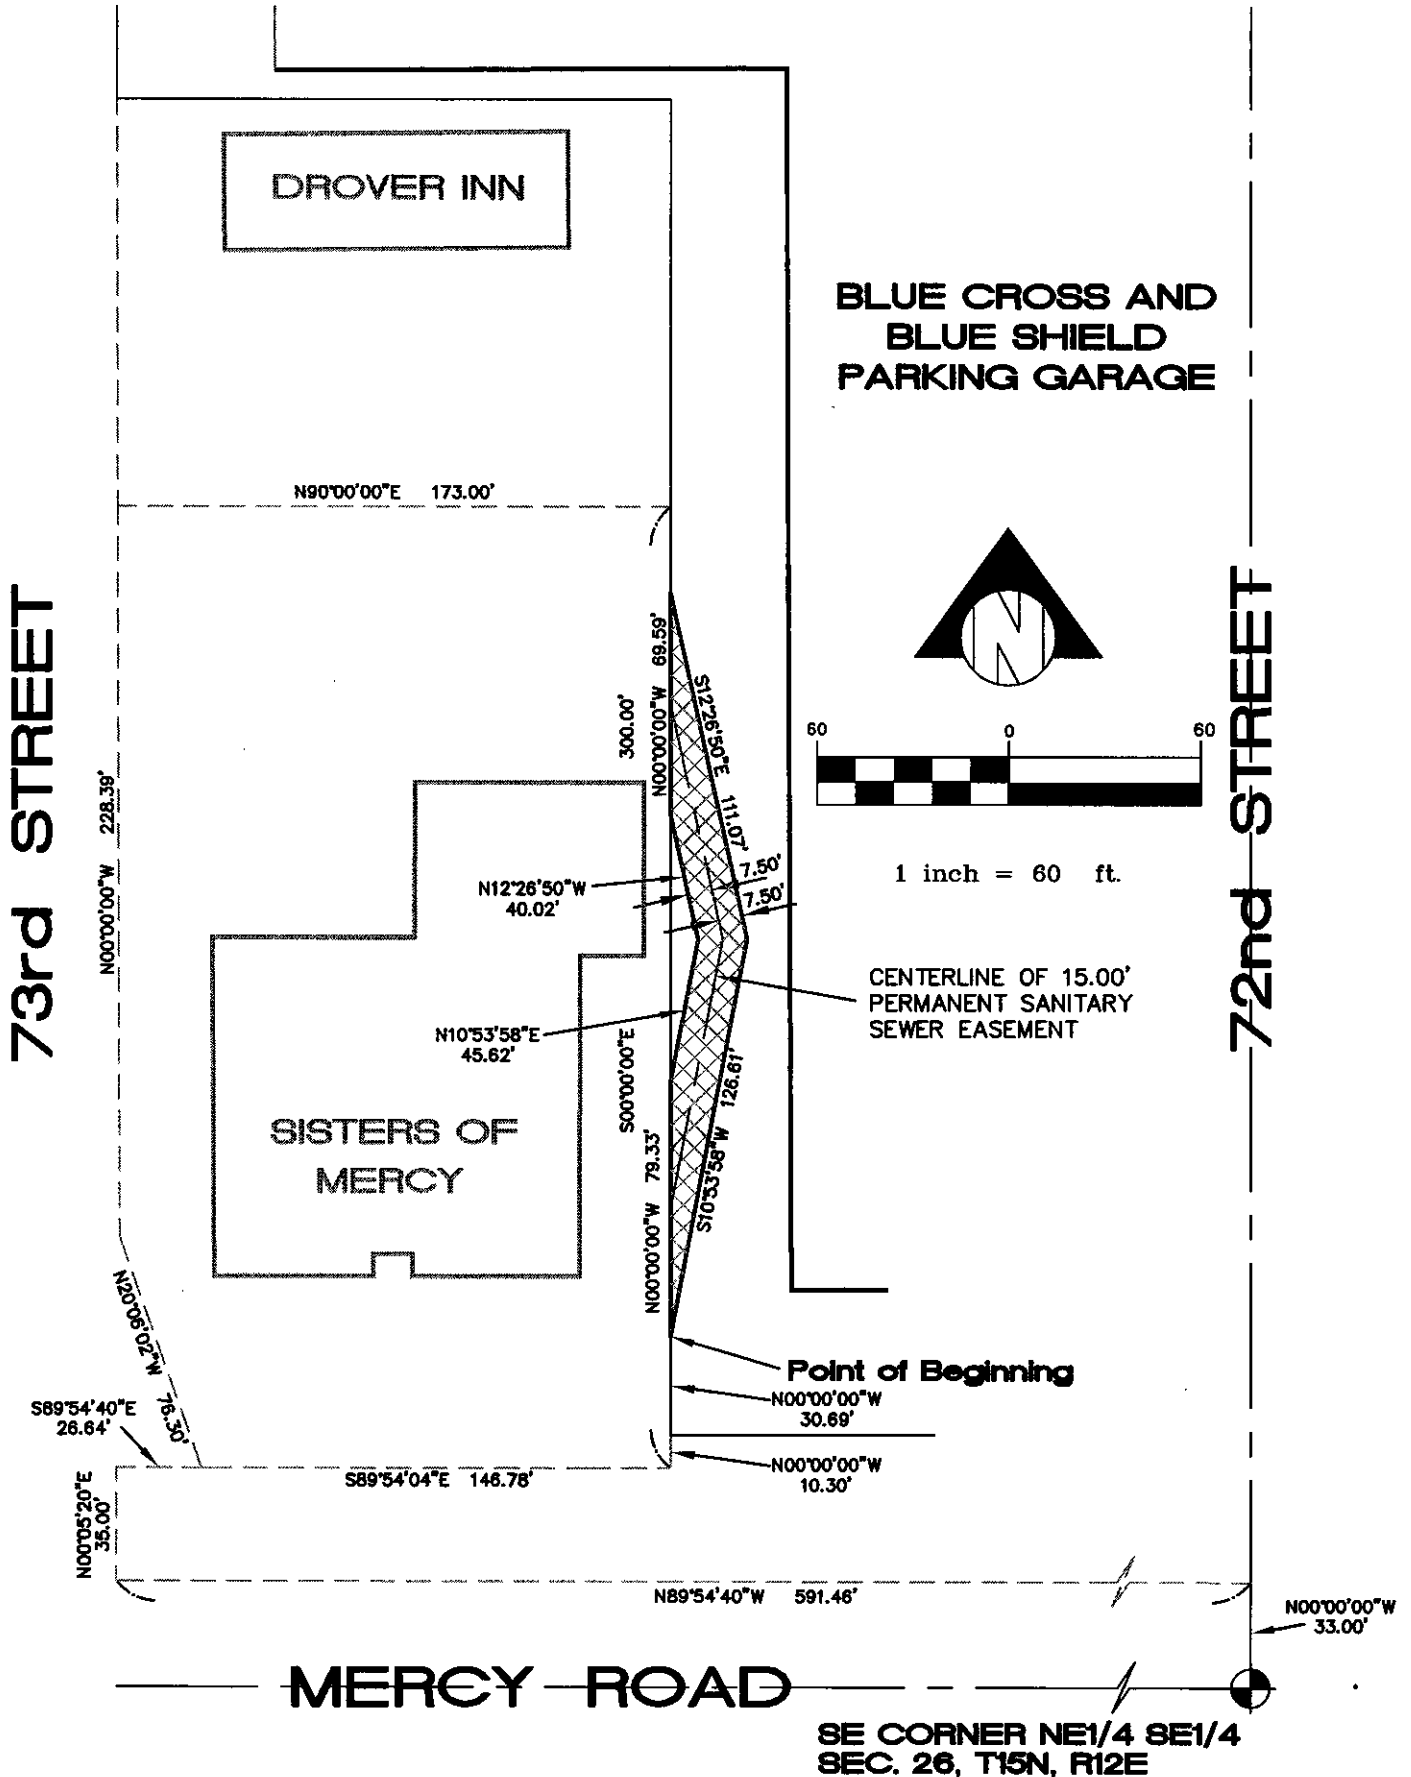 DROVER INN
BLUE CROSS AND
BLUE SHIELD
PARKING GARAGE
N90°00'00"E 173.00'
73rd STREET
N00°00'00"W 228.39'
300.00'
N00°00'00"W 69.59'
S12°26'50"E 111.07'
60 0 60
1 inch = 60 ft.
72nd STREET
N
7.50'
7.50'
N12°26'50"W
40.02'
CENTERLINE OF 15.00'
PERMANENT SANITARY
SEWER EASEMENT
N10°53'58"E
45.62'
S00°00'00"E
SISTERS OF
MERCY
N00°00'00"W 79.33'
S10°53'58"W 126.61'
N20°06'02"W 76.30'
Point of Beginning
N00°00'00"W
30.69'
S89°54'40"E
26.64'
S89°54'04"E 146.78'
N00°00'00"W
10.30'
N00°05'20"E
35.00'
N89°54'40"W 591.46'
N00°00'00"W
33.00'
MERCY ROAD
SE CORNER NE1/4 SE1/4
SEC. 26, T15N, R12E